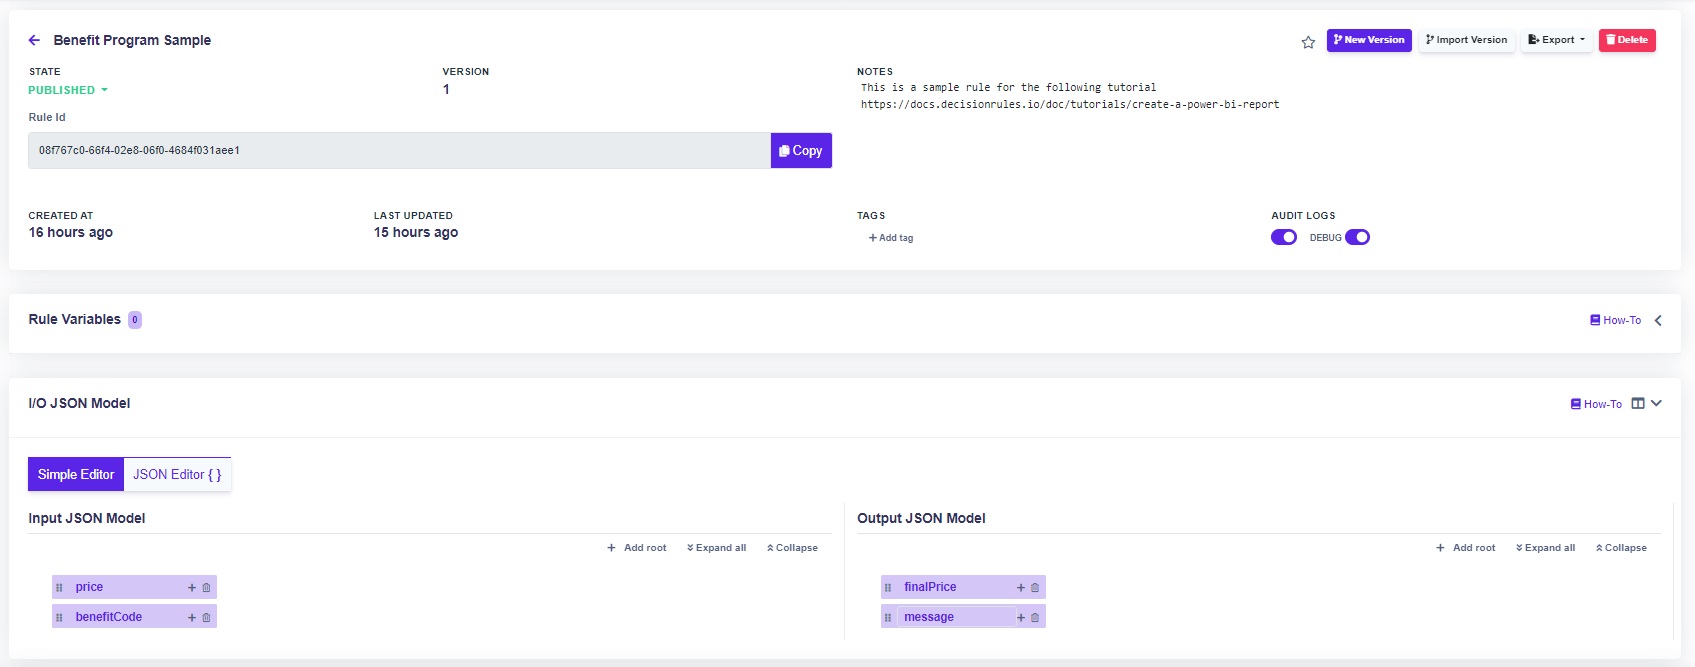 Benefit Program Sample
New Version
Import Version
Export
Delete
STATE
PUBLISHED
VERSION
1
NOTES
This is a sample rule for the following tutorial
https://docs.decisionrules.io/doc/tutorials/create-a-power-bi-report
Rule Id
08f767c0-66f4-02e8-06f0-4684f031aee1
Copy
CREATED AT
16 hours ago
LAST UPDATED
15 hours ago
TAGS
+ Add tag
AUDIT LOGS
DEBUG
Rule Variables 0
How-To
I/O JSON Model
How-To
Simple Editor
JSON Editor { }
Input JSON Model
+ Add root
Expand all
Collapse
price
benefitCode
Output JSON Model
+ Add root
Expand all
Collapse
finalPrice
message